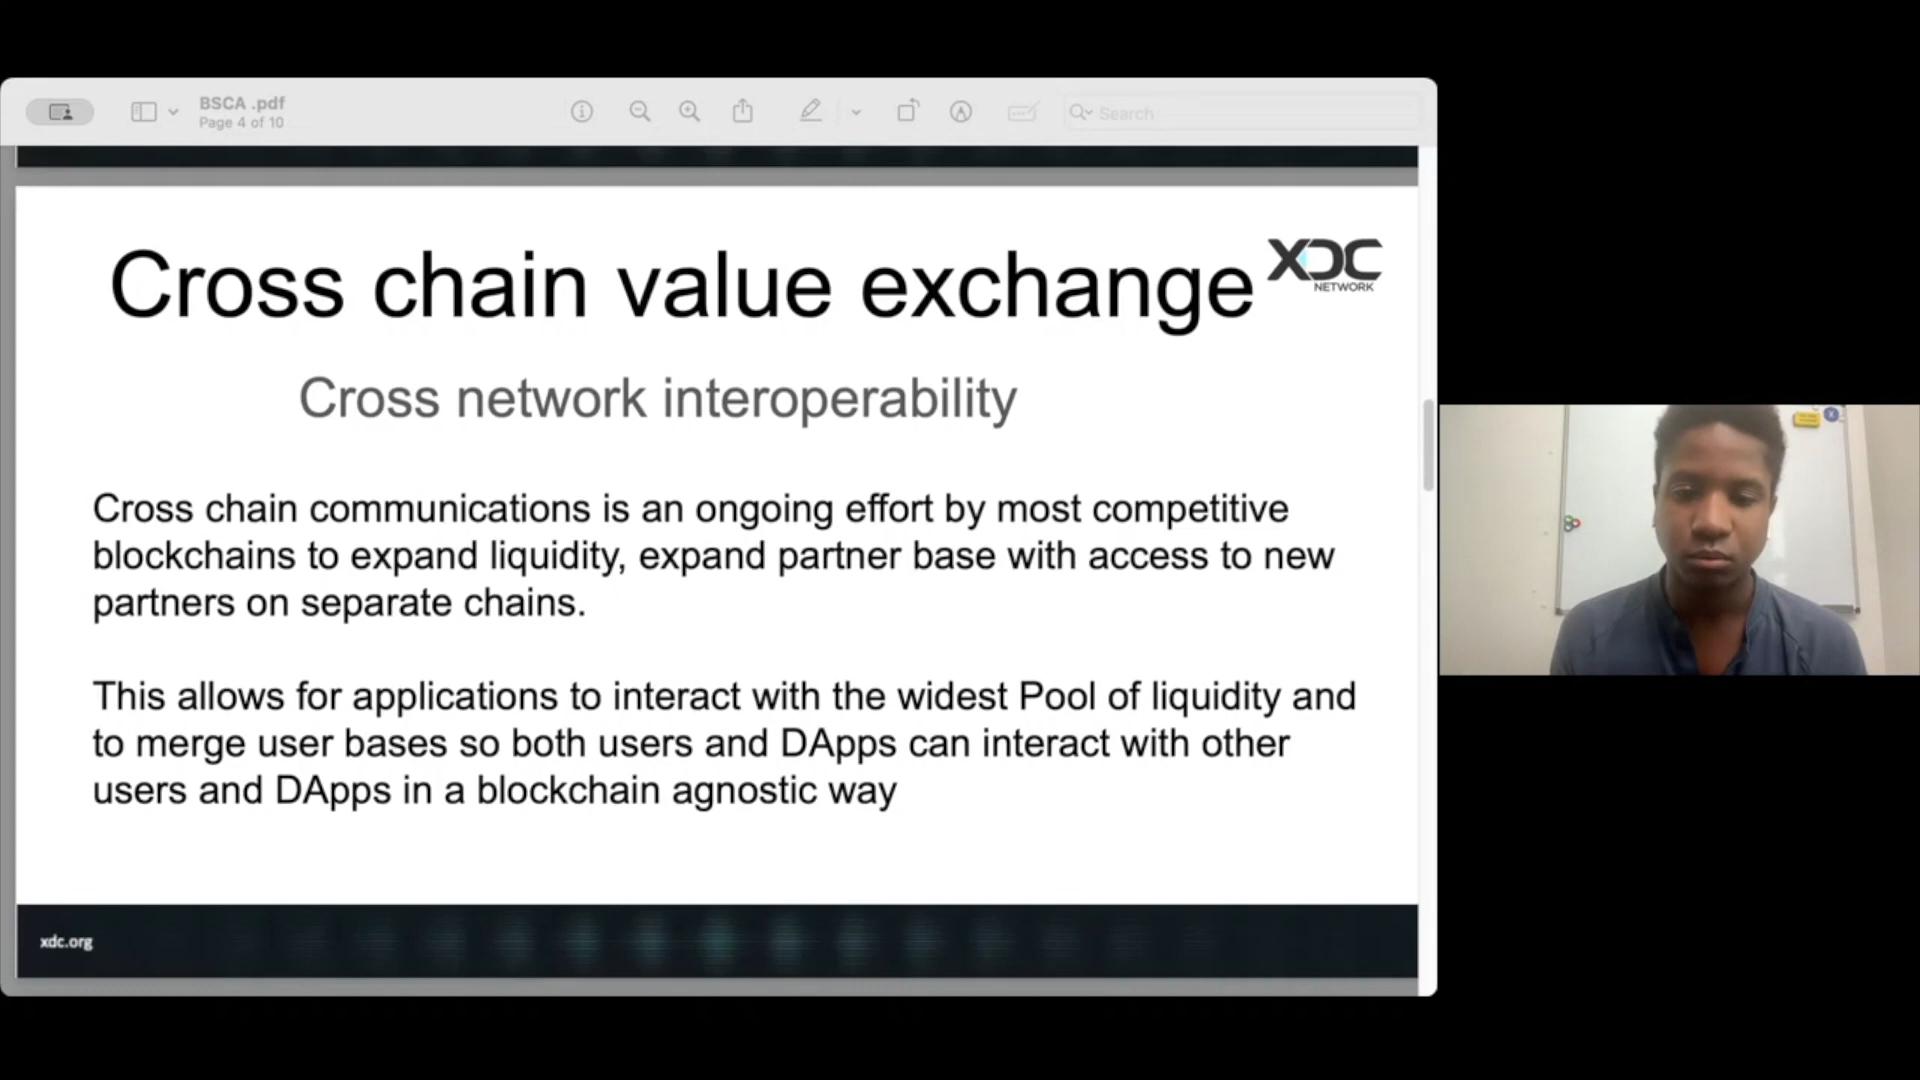 BSCA .pdf
Page 4 of 10
Search
Cross chain value exchange
XDC
NETWORK
Cross network interoperability
Cross chain communications is an ongoing effort by most competitive
blockchains to expand liquidity, expand partner base with access to new
partners on separate chains.
This allows for applications to interact with the widest Pool of liquidity and
to merge user bases so both users and DApps can interact with other
users and DApps in a blockchain agnostic way
xdc.org